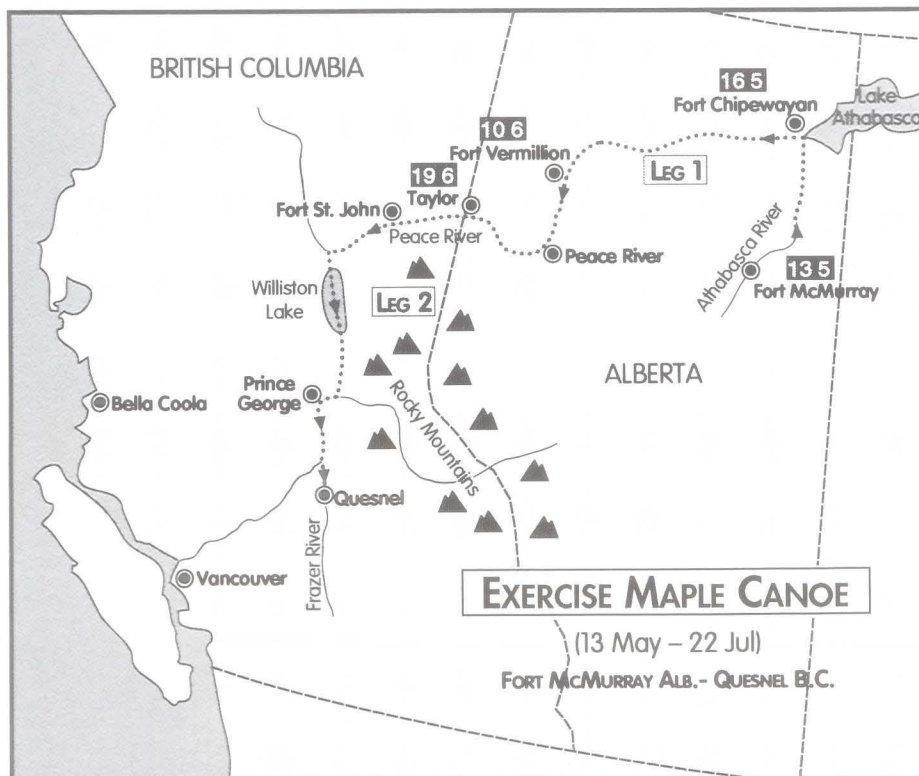 BRITISH COLUMBIA
16 5
Fort Chipewayan
Lake
Athabasca
10 6
Fort Vermillion
LEG 1
19 6
Taylor
Fort St. John
Peace River
Peace River
Athabasca River
13 5
Fort McMurray
Williston
Lake
LEG 2
ALBERTA
Prince
George
Rocky Mountains
Bella Coola
Quesnel
Frazer River
Vancouver
EXERCISE MAPLE CANOE
(13 May – 22 Jul)
FORT MCMURRAY ALB.- QUESNEL B.C.